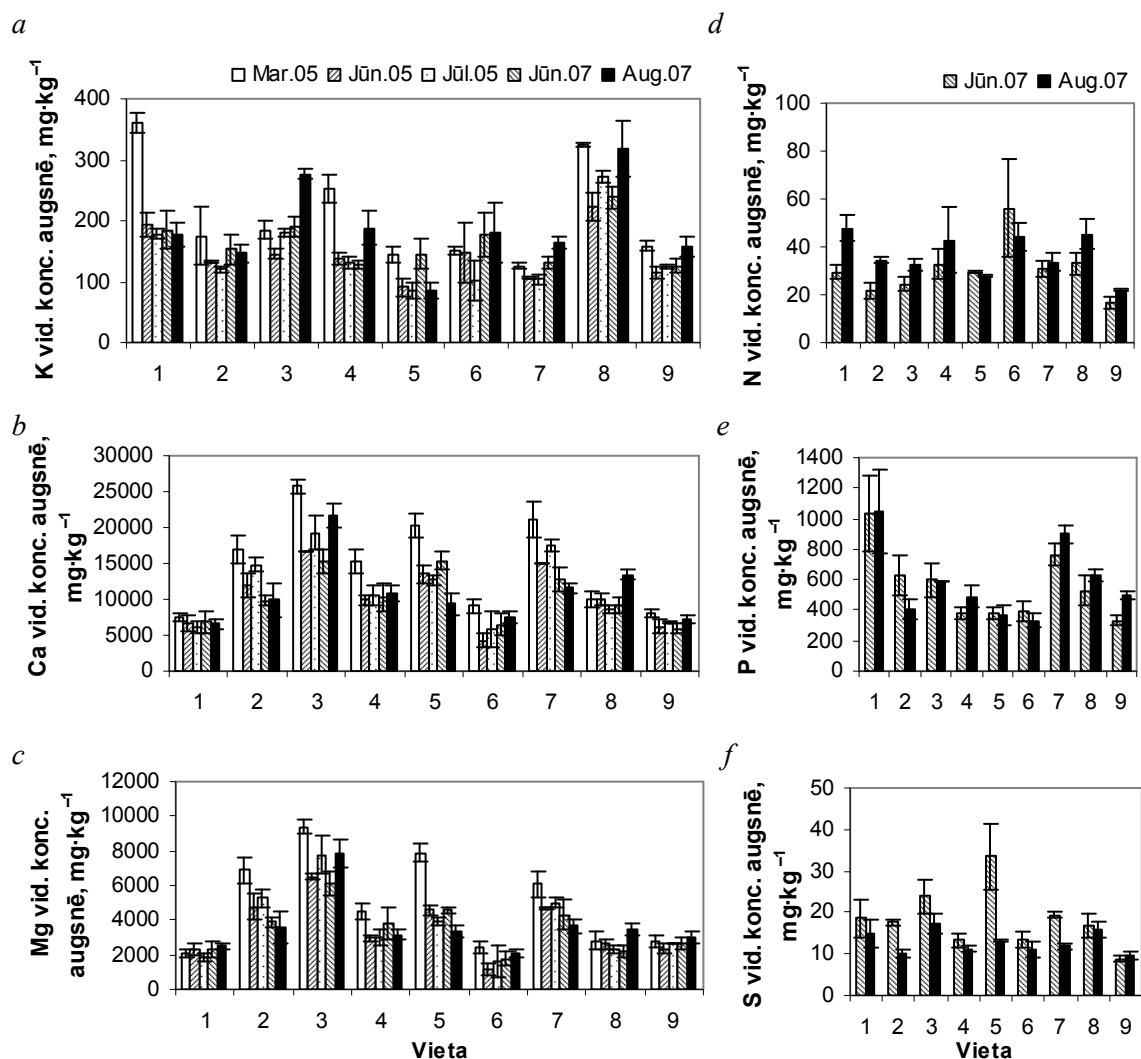 a
Mar.05 Jūn.05 Jūl.05 Jūn.07 Aug.07
K vid. konc. augsnē, mg·kg⁻¹
400
300
200
100
0
1 2 3 4 5 6 7 8 9
b
Ca vid. konc. augsnē,
mg·kg⁻¹
30000
25000
20000
15000
10000
5000
0
1 2 3 4 5 6 7 8 9
c
Mg vid. konc.
augsnē, mg·kg⁻¹
12000
10000
8000
6000
4000
2000
0
1 2 3 4 5 6 7 8 9
Vieta
d
Jūn.07 Aug.07
N vid. konc. augsnē, mg·kg⁻¹
100
80
60
40
20
0
1 2 3 4 5 6 7 8 9
e
P vid. konc. augsnē,
mg·kg⁻¹
1400
1200
1000
800
600
400
200
0
1 2 3 4 5 6 7 8 9
f
S vid. konc. augsnē,
mg·kg⁻¹
50
40
30
20
10
0
1 2 3 4 5 6 7 8 9
Vieta